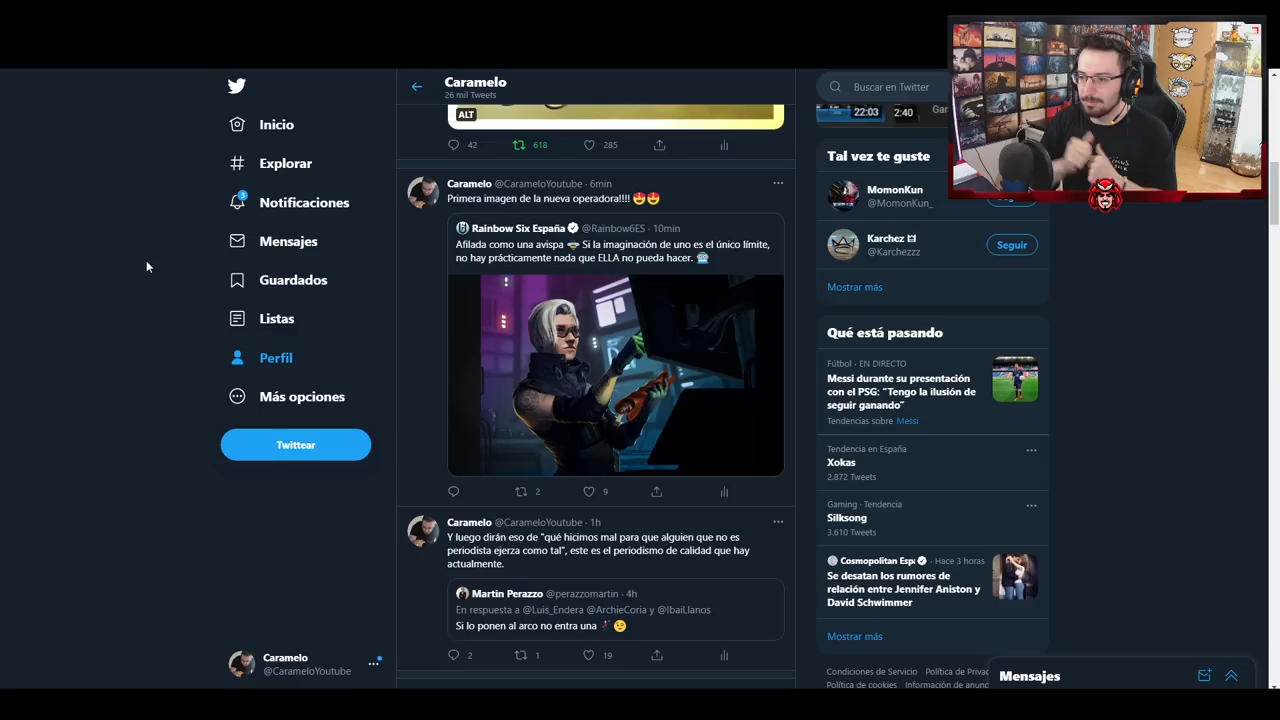 Inicio
Explorar
3
Notificaciones
Mensajes
Guardados
Listas
Perfil
Más opciones
Twittear
Caramelo
@CarameloYoutube
Caramelo
26 mil Tweets
ALT
42
618
285
Caramelo @CarameloYoutube · 6min
Primera imagen de la nueva operadora!!!! 😍😍
Rainbow Six España @Rainbow6ES · 10min
Afilada como una avispa 🐝 Si la imaginación de uno es el único límite,
no hay prácticamente nada que ELLA no pueda hacer.
2
9
Caramelo @CarameloYoutube · 1h
Y luego dirán eso de "qué hicimos mal para que alguien que no es
periodista ejerza como tal", este es el periodismo de calidad que hay
actualmente.
Martin Perazzo @perazzomartin · 4h
En respuesta a @Luis_Endera @ArchieCoria y @IbaiLlanos
Si lo ponen al arco no entra una
2
1
19
Buscar en Twitter
22:03
2:40
Tal vez te guste
MomonKun
@MomonKun_
Karchez
@Karchezzz
Seguir
Mostrar más
Qué está pasando
Fútbol · EN DIRECTO
Messi durante su presentación
con el PSG: “Tengo la ilusión de
seguir ganando”
Tendencias sobre Messi
Tendencia en España
Xokas
2.872 Tweets
Gaming · Tendencia
Silksong
3.610 Tweets
Cosmopolitan Esp · Hace 3 horas
Se desatan los rumores de
relación entre Jennifer Aniston y
David Schwimmer
Mostrar más
Condiciones de Servicio
Política de Priva
Política de cookies
Información de anunc
Mensajes